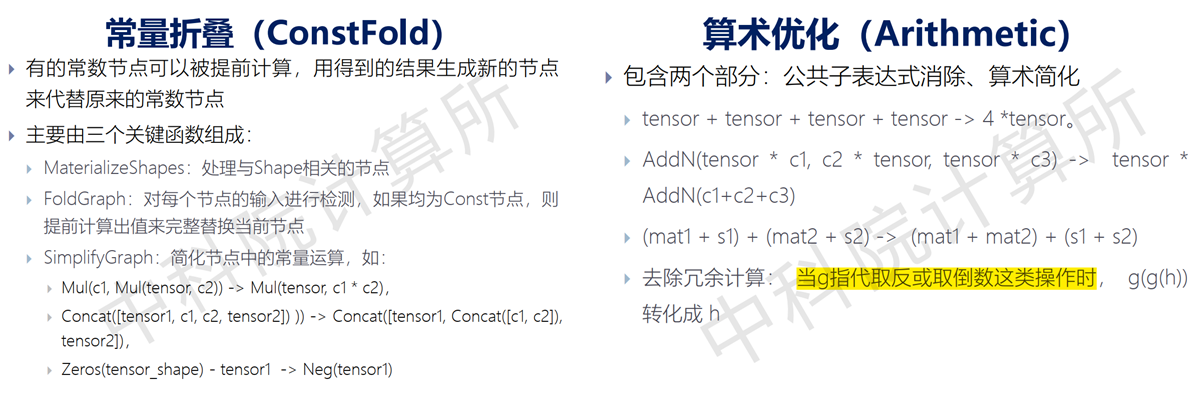 常量折叠（ConstFold）
有的常数节点可以被提前计算，用得到的结果生成新的节点
来代替原来的常数节点
主要由三个关键函数组成：
MaterializeShapes：处理与Shape相关的节点
FoldGraph：对每个节点的输入进行检测，如果均为Const节点，则
提前计算出值来完整替换当前节点
SimplifyGraph：简化节点中的常量运算，如：
Mul(c1, Mul(tensor, c2)) -> Mul(tensor, c1 * c2)，
Concat([tensor1, c1, c2, tensor2]) )) -> Concat([tensor1, Concat([c1, c2]),
tensor2])，
Zeros(tensor_shape) - tensor1 -> Neg(tensor1)
中科院计算所
算术优化（Arithmetic）
包含两个部分：公共子表达式消除、算术简化
tensor + tensor + tensor + tensor -> 4 *tensor。
AddN(tensor * c1, c2 * tensor, tensor * c3) -> tensor *
AddN(c1+c2+c3)
(mat1 + s1) + (mat2 + s2) -> (mat1 + mat2) + (s1 + s2)
去除冗余计算： 当g指代取反或取倒数这类操作时， g(g(h))
转化成 h
中科院计算所